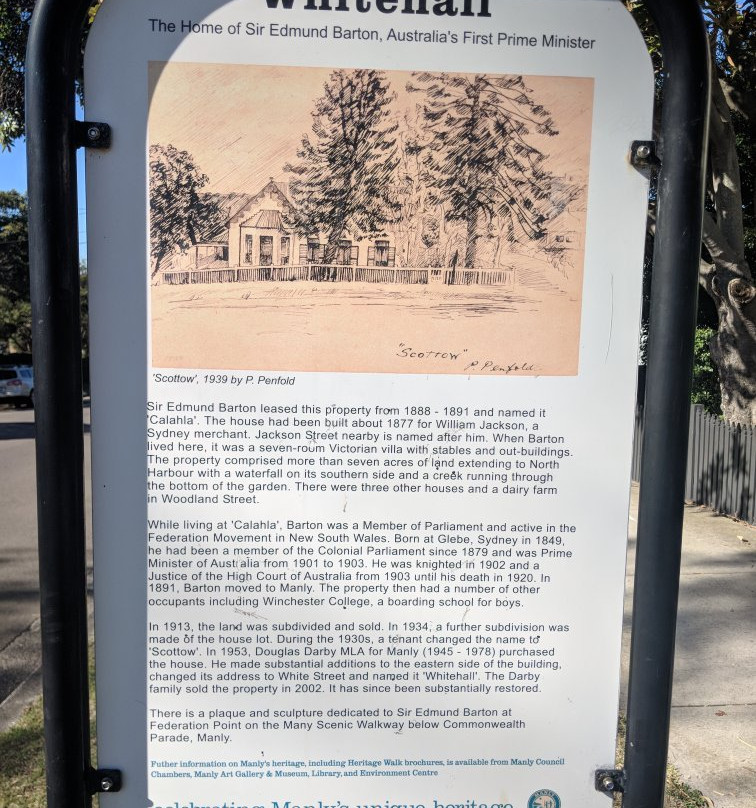 Whitehall
The Home of Sir Edmund Barton, Australia's First Prime Minister
"Scottow"
P. Penfold.
'Scottow', 1939 by P. Penfold
Sir Edmund Barton leased this property from 1888 - 1891 and named it
'Calahla'. The house had been built about 1877 for William Jackson, a
Sydney merchant. Jackson Street nearby is named after him. When Barton
lived here, it was a seven-room Victorian villa with stables and out-buildings.
The property comprised more than seven acres of land extending to North
Harbour with a waterfall on its southern side and a creek running through
the bottom of the garden. There were three other houses and a dairy farm
in Woodland Street.
While living at 'Calahla', Barton was a Member of Parliament and active in the
Federation Movement in New South Wales. Born at Glebe, Sydney in 1849,
he had been a member of the Colonial Parliament since 1879 and was Prime
Minister of Australia from 1901 to 1903. He was knighted in 1902 and a
Justice of the High Court of Australia from 1903 until his death in 1920. In
1891, Barton moved to Manly. The property then had a number of other
occupants including Winchester College, a boarding school for boys.
In 1913, the land was subdivided and sold. In 1934, a further subdivision was
made of the house lot. During the 1930s, a tenant changed the name to
'Scottow'. In 1953, Douglas Darby MLA for Manly (1945 - 1978) purchased
the house. He made substantial additions to the eastern side of the building,
changed its address to White Street and named it 'Whitehall'. The Darby
family sold the property in 2002. It has since been substantially restored.
There is a plaque and sculpture dedicated to Sir Edmund Barton at
Federation Point on the Many Scenic Walkway below Commonwealth
Parade, Manly.
Futher information on Manly's heritage, including Heritage Walk brochures, is available from Manly Council
Chambers, Manly Art Gallery & Museum, Library, and Environment Centre
celebrating Manly's unique heritage
MANLY